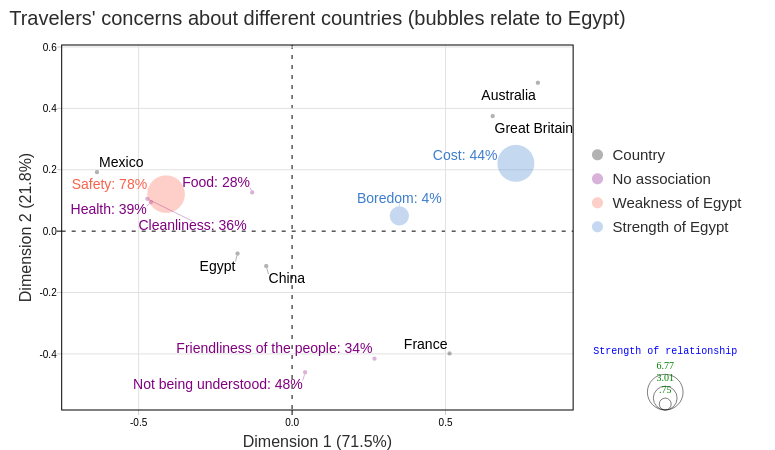 Travelers' concerns about different countries (bubbles relate to Egypt)
0.6
0.4
0.2
0.0
-0.2
-0.4
-0.5
0.0
0.5
Dimension 2 (21.8%)
Dimension 1 (71.5%)
Australia
Great Britain
Cost: 44%
Mexico
Safety: 78%
Food: 28%
Boredom: 4%
Health: 39%
Cleanliness: 36%
Egypt
China
France
Friendliness of the people: 34%
Not being understood: 48%
Country
No association
Weakness of Egypt
Strength of Egypt
Strength of relationship
6.77
3.01
.75